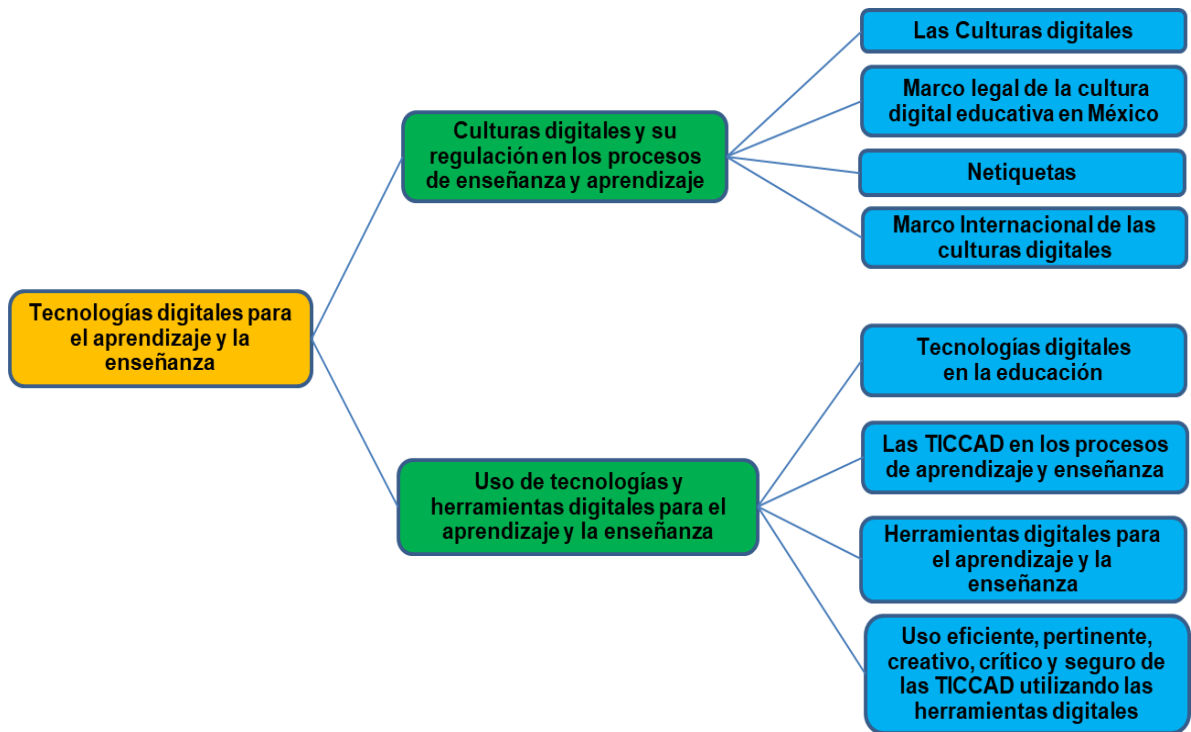 Tecnologías digitales para
el aprendizaje y la
enseñanza
Culturas digitales y su
regulación en los procesos
de enseñanza y aprendizaje
Las Culturas digitales
Marco legal de la cultura
digital educativa en México
Netiquetas
Marco Internacional de las
culturas digitales
Uso de tecnologías y
herramientas digitales para el
aprendizaje y la enseñanza
Tecnologías digitales
en la educación
Las TICCAD en los procesos
de aprendizaje y enseñanza
Herramientas digitales para
el aprendizaje y la
enseñanza
Uso eficiente, pertinente,
creativo, crítico y seguro de
las TICCAD utilizando las
herramientas digitales